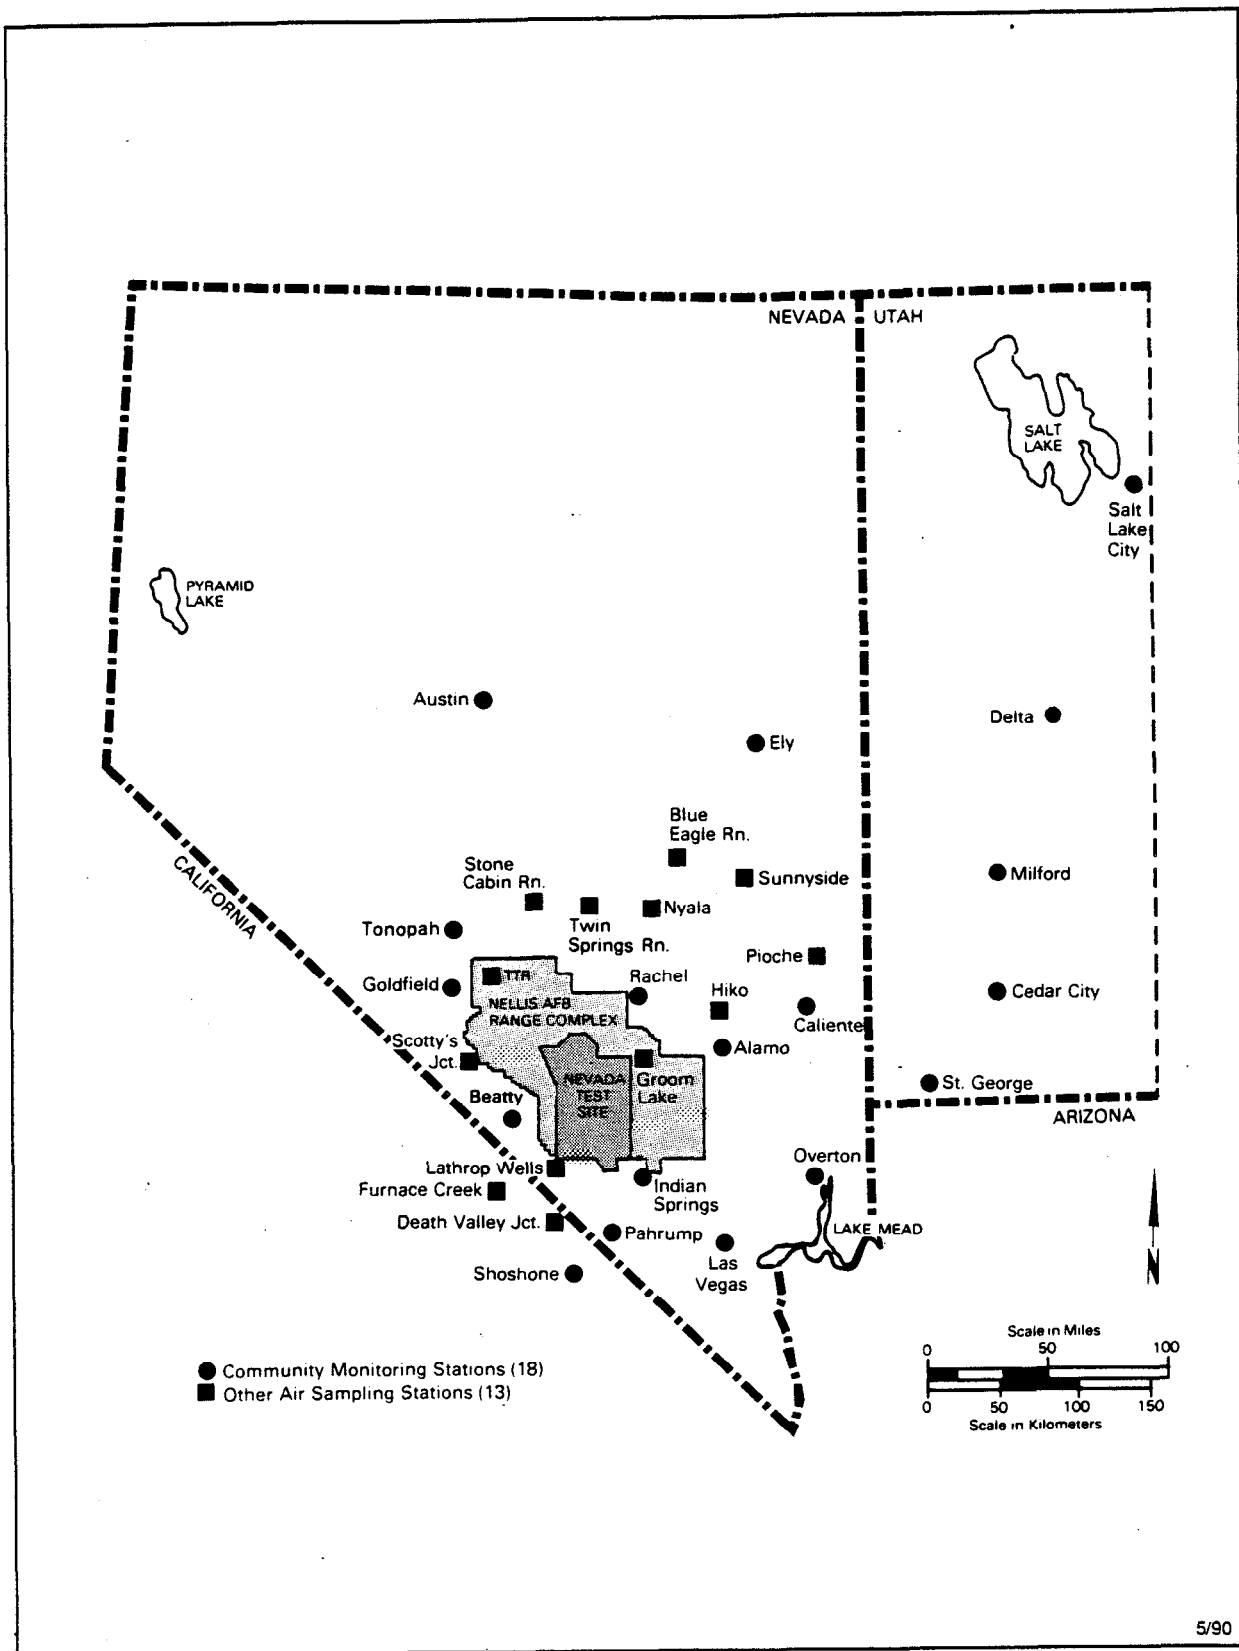 NEVADA
UTAH
SALT
LAKE
Salt
Lake
City
PYRAMID
LAKE
Austin
Delta
Ely
Blue
Eagle Rn.
CALIFORNIA
Stone
Cabin Rn.
Sunnyside
Milford
Nyala
Tonopah
Twin
Springs Rn.
Pioche
TTR
Rachel
Goldfield
Hiko
Cedar City
NELLIS AFB
RANGE COMPLEX
Caliente
Scotty's
Jct.
Alamo
NEVADA
TEST
SITE
Groom
Lake
St. George
Beatty
ARIZONA
Overton
Lathrop Wells
Furnace Creek
Indian
Springs
Death Valley Jct.
Pahrump
LAKE MEAD
Las
Vegas
Shoshone
N
Scale in Miles
0 50 100
0 50 100 150
Scale in Kilometers
Community Monitoring Stations (18)
Other Air Sampling Stations (13)
5/90